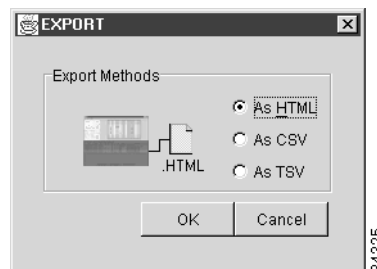 EXPORT
Export Methods
As HTML
As CSV
As TSV
.HTML
OK
Cancel